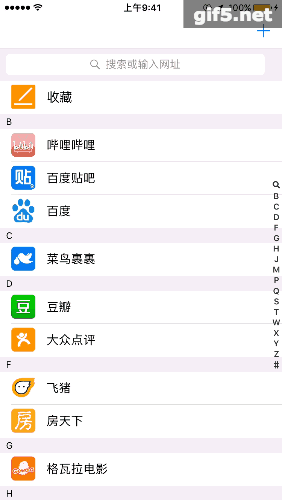 上午9:41
100%
gif5.net
搜索或输入网址
收藏
B
哔哩哔哩
贴
百度贴吧
du
百度
C
菜鸟裹裹
D
豆
豆瓣
大众点评
F
飞猪
房
房天下
G
格瓦拉电影
H
B
C
D
F
G
H
J
M
P
Q
S
T
W
X
Y
Z
#